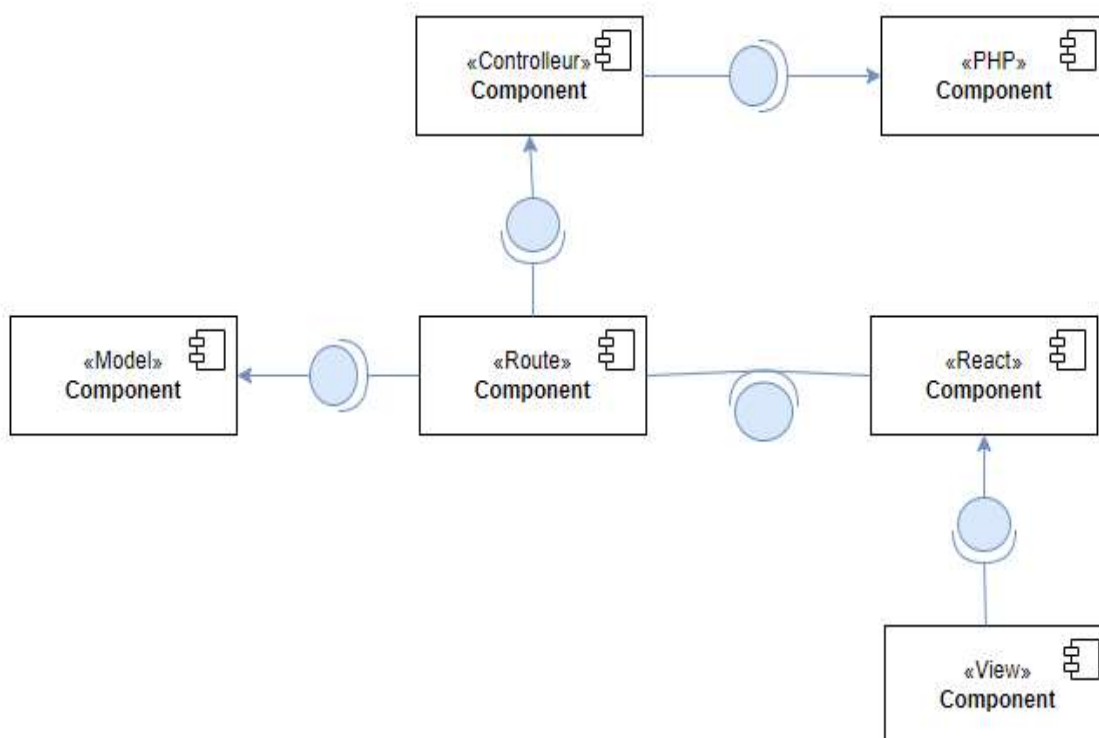 «Controlleur»
Component
«PHP»
Component
«Model»
Component
«Route»
Component
«React»
Component
«View»
Component